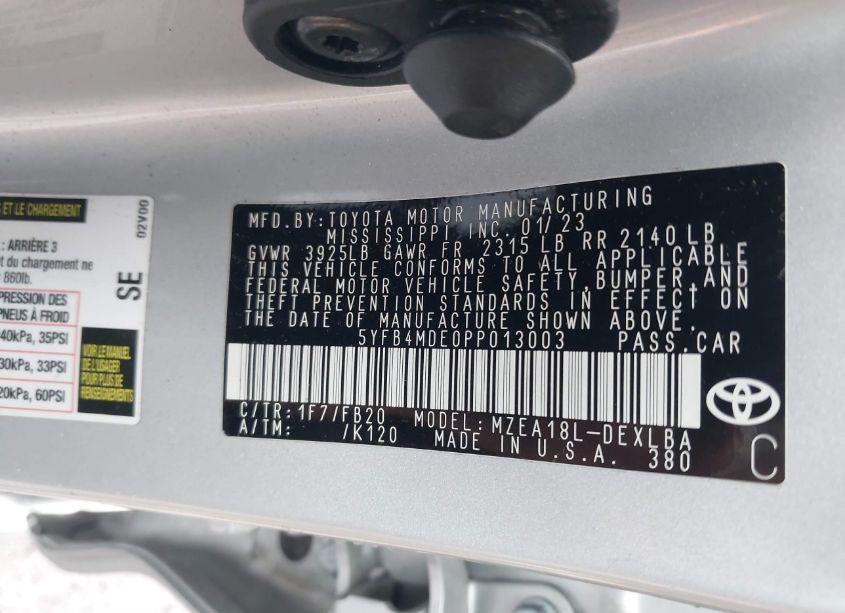 S ET LE CHARGEMENT
: ARRIÈRE 3
t du chargement ne
860lb.
PRESSION DES
PNEUS À FROID
40kPa, 35PSI
30kPa, 33PSI
20kPa, 60PSI
VOIR LE MANUEL
DE L'USAGER
POUR PLUS DE
RENSEIGNEMENTS
SE
02V00
MFD.BY:TOYOTA MOTOR MANUFACTURING
MISSISSIPPI INC. 01/23
GVWR 3925LB GAWR FR 2315LB RR 2140LB
THIS VEHICLE CONFORMS TO ALL APPLICABLE
FEDERAL MOTOR VEHICLE SAFETY,BUMPER,AND
THEFT PREVENTION STANDARDS IN EFFECT ON
THE DATE OF MANUFACTURE SHOWN ABOVE.
5YFB4MDE0PP013003 PASS.CAR
C/TR:1F7/FB20 MODEL:MZEA18L-DEXLBA
A/TM: /K120 MADE IN U.S.A. 380
C